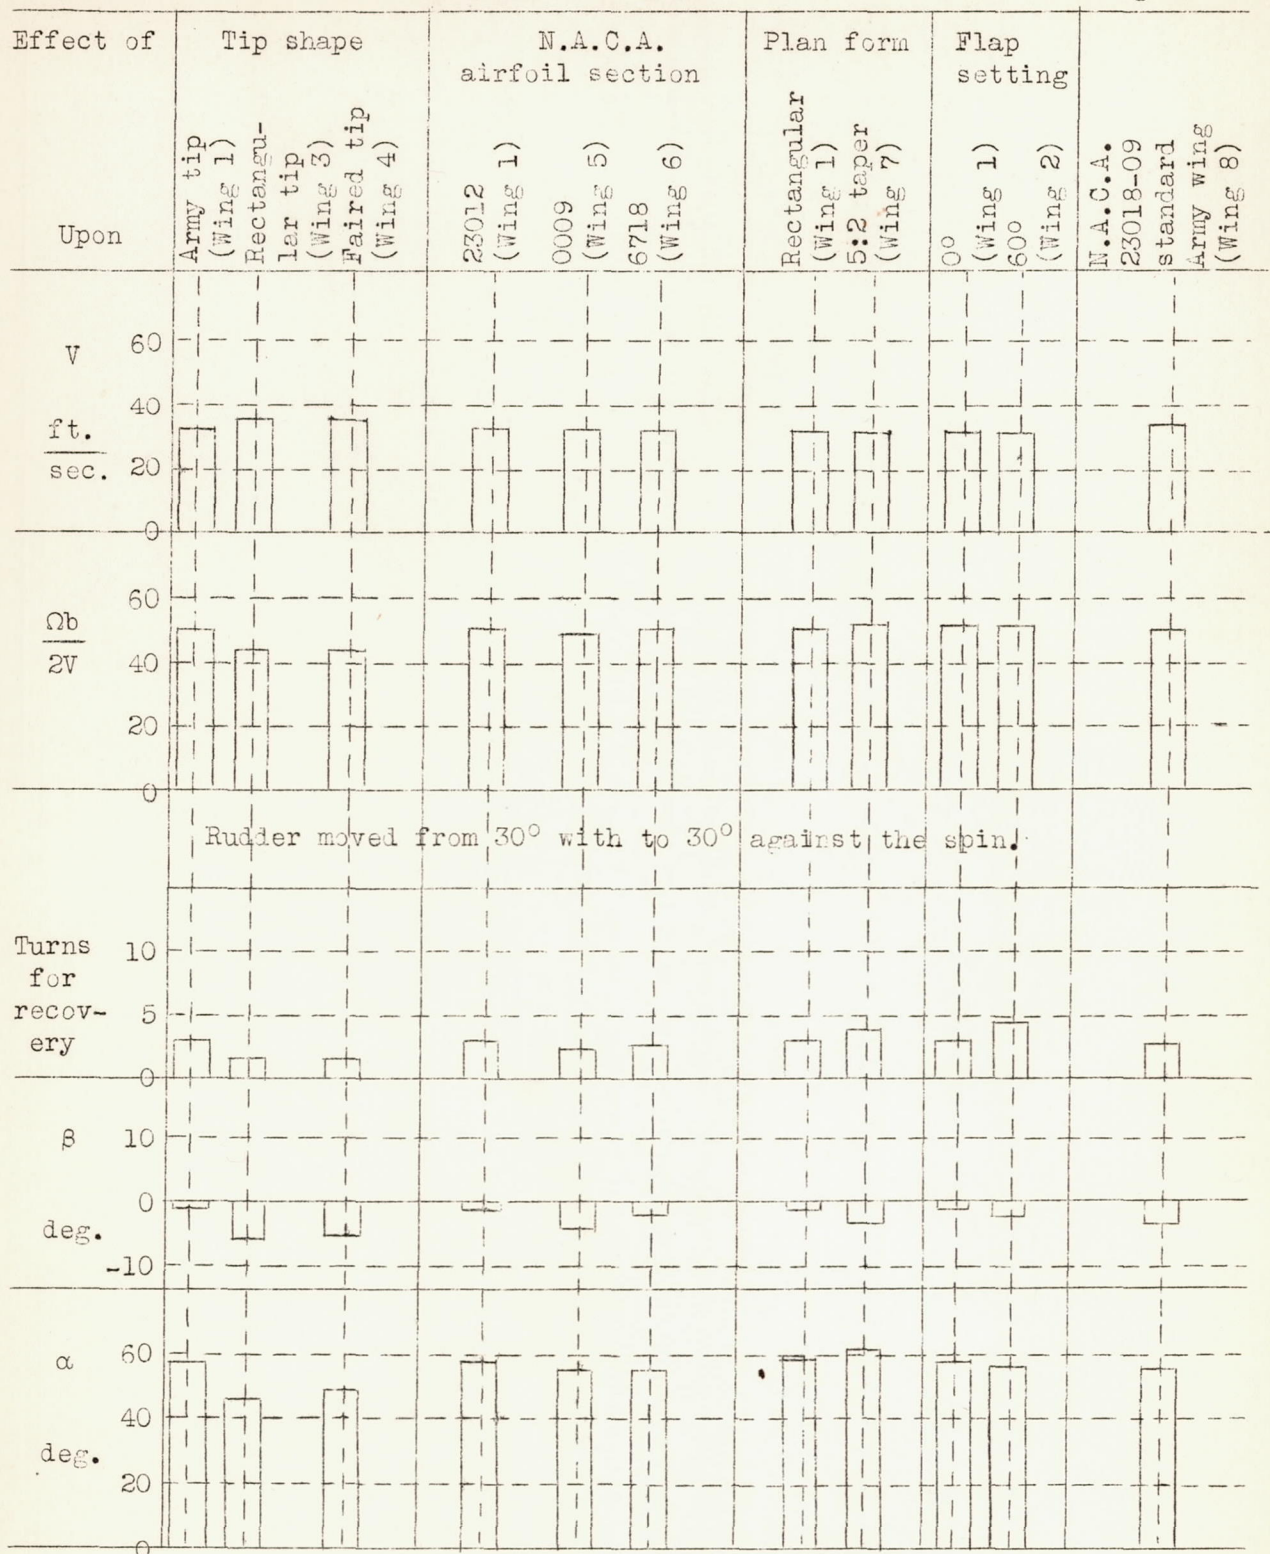 Effect of
Upon
Tip shape
Army tip
(Wing 1)
Rectangu-
lar tip
(Wing 3)
Faired tip
(Wing 4)
N.A.C.A.
airfoil section
23012
(Wing 1)
0009
(Wing 5)
6718
(Wing 6)
Plan form
Rectangular
(Wing 1)
5:2 taper
(Wing 7)
Flap
setting
0°
(Wing 1)
60°
(Wing 2)
N.A.C.A.
23018-09
standard
Army wing
(Wing 8)
V
ft.
sec.
60
40
20
0
Ωb
2V
60
40
20
0
Rudder moved from 30° with to 30° against the spin.
Turns
for
recov-
ery
10
5
0
β
deg.
10
0
-10
α
deg.
60
40
20
0